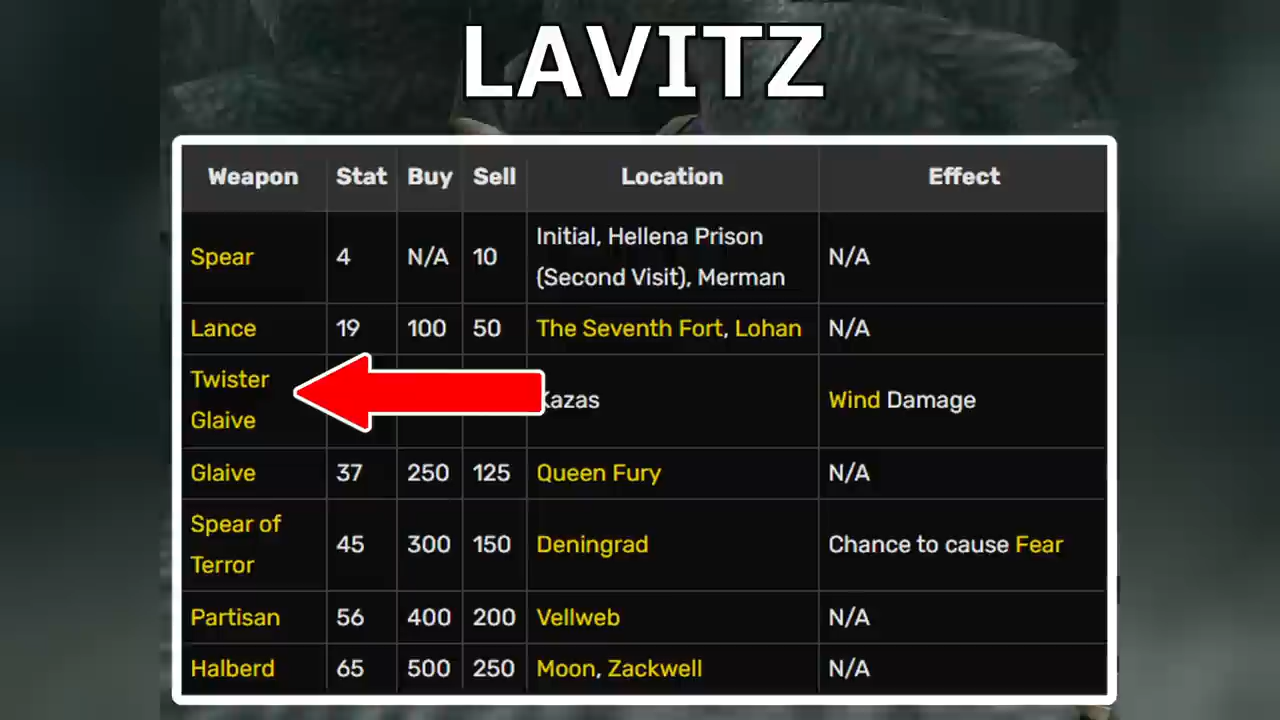 LAVITZ
Weapon Stat Buy Sell Location Effect
Spear 4 N/A 10 Initial, Hellena Prison (Second Visit), Merman N/A
Lance 19 100 50 The Seventh Fort, Lohan N/A
Twister Glaive Kazas Wind Damage
Glaive 37 250 125 Queen Fury N/A
Spear of Terror 45 300 150 Deningrad Chance to cause Fear
Partisan 56 400 200 Vellweb N/A
Halberd 65 500 250 Moon, Zackwell N/A